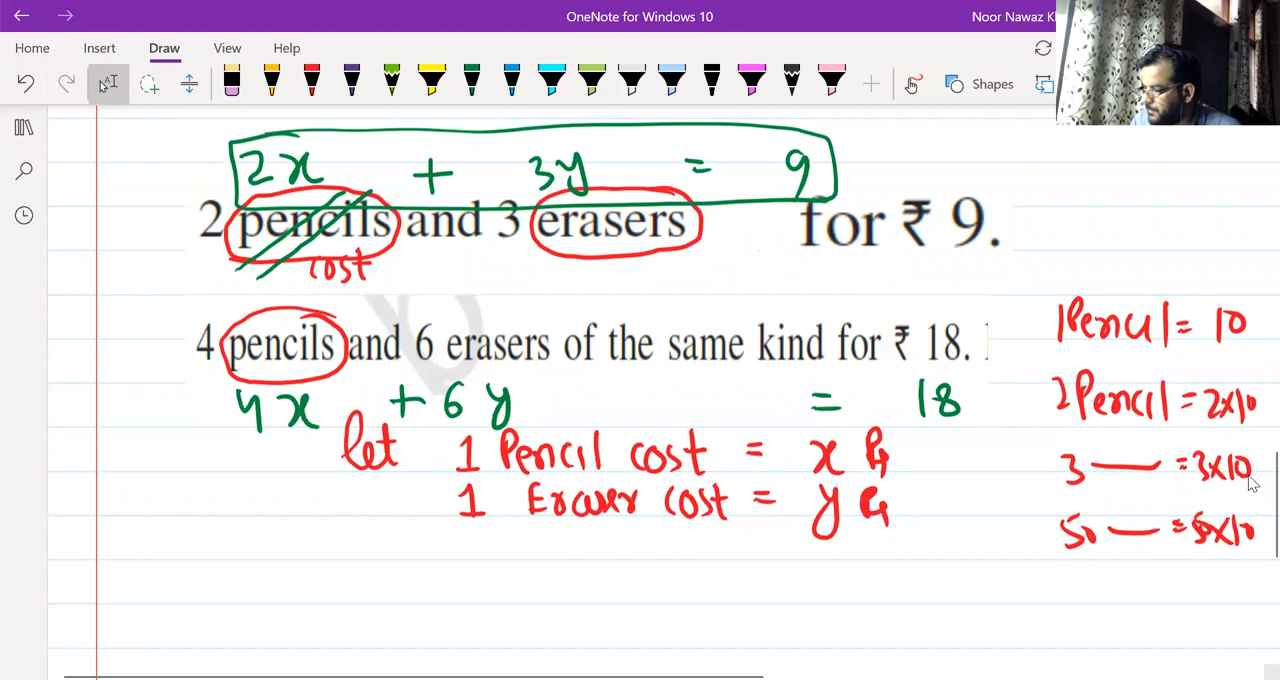 OneNote for Windows 10
Noor Nawaz Kh
Home Insert Draw View Help
Shapes
2x + 3y = 9
2 pencils and 3 erasers for ₹ 9.
cost
4 pencils and 6 erasers of the same kind for ₹ 18.
4x + 6y = 18
let 1 Pencil cost = x ₨
1 Eraser cost = y ₨
1 Pencil = 10
2 Pencil = 2x10
3 — = 3x10
50 — = 50x10